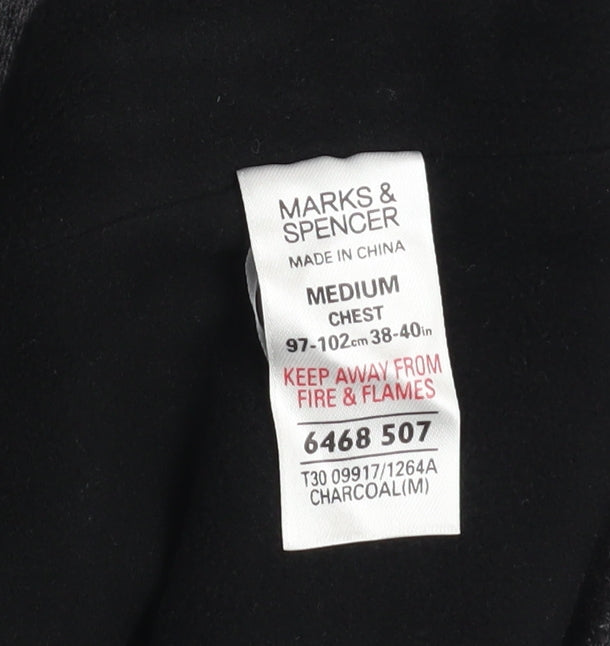 MARKS &
SPENCER
MADE IN CHINA
MEDIUM
CHEST
97-102cm 38-40in
KEEP AWAY FROM
FIRE & FLAMES
6468 507
T30 09917/1264A
CHARCOAL(M)